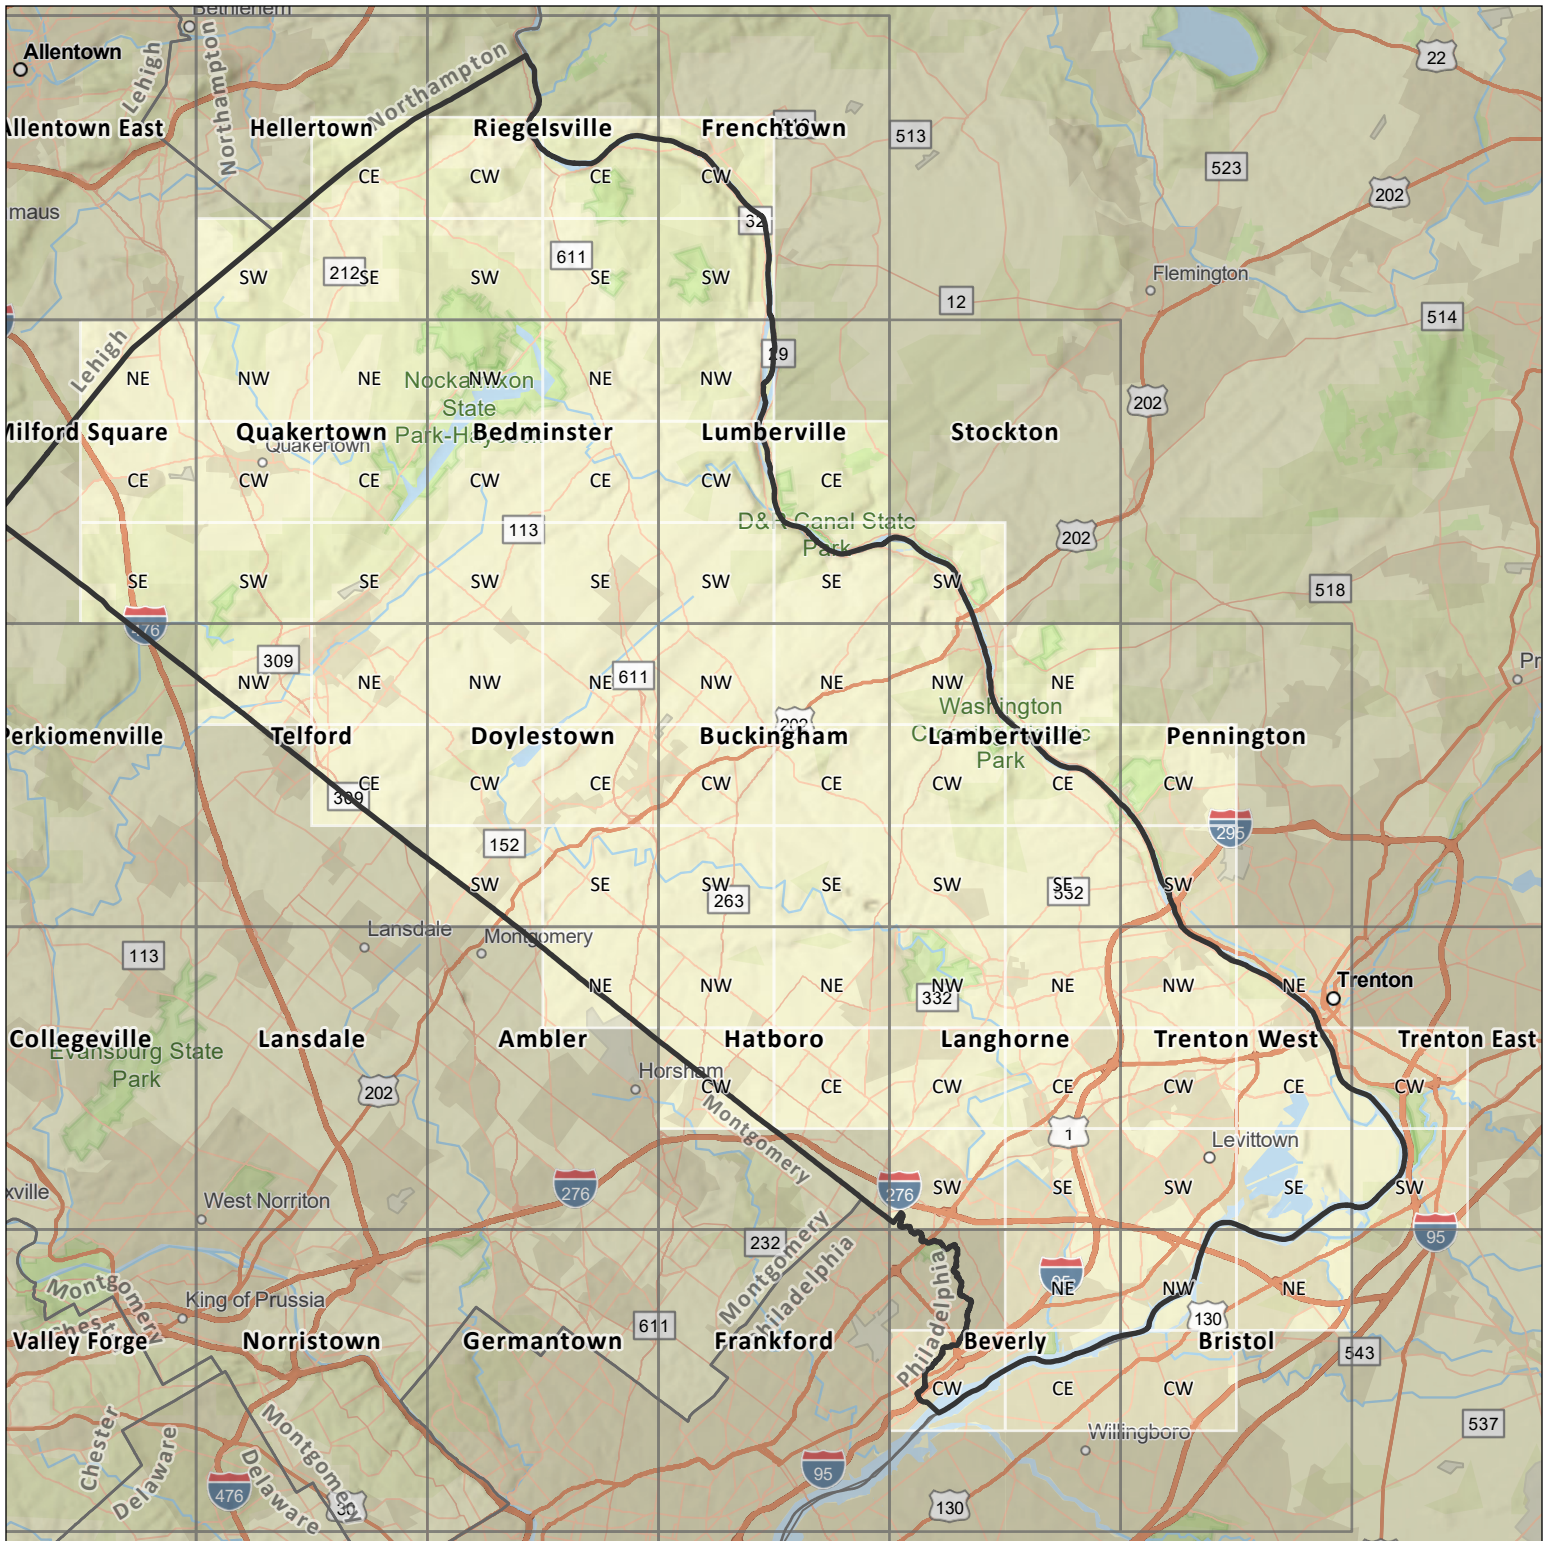 Bethlehem
Allentown
Lehigh
Northampton
Northampton
22
Allentown East
Hellertown
Riegelsville
Frenchtown
513
523
202
CE
CW
CE
CW
maus
32
611
212
SW
SE
SW
SE
SW
Flemington
12
514
29
Lehigh
NE
NW
NE
NW
NE
NW
Nockamixon
State
202
Milford Square
Quakertown
Bedminster
Lumberville
Stockton
Quakertown
CE
CW
CE
CW
CE
CW
CE
113
D&R Canal State
Park
202
SE
SW
SE
SW
SE
SW
SE
SW
518
476
309
611
NW
NE
NW
NE
NW
NE
NW
NE
Pr
Washington
Park
202
Perkiomenville
Telford
Doylestown
Buckingham
Lambertville
Pennington
CE
CW
CE
CW
CE
CW
CE
CW
309
295
152
SW
SE
SW
SE
SW
SE
SW
263
532
Lansdale
Montgomery
113
NE
NW
NE
NW
NE
NW
NE
332
Trenton
Collegeville
Lansdale
Ambler
Hatboro
Langhorne
Trenton West
Trenton East
Evansburg State
Park
Horsham
202
CW
CE
CW
CE
CW
CE
CW
Montgomery
1
Levittown
xville
West Norriton
276
276
SW
SE
SW
SE
SW
232
95
Montgomery
Philadelphia
Philadelphia
Montgomery
95
NE
NW
NE
King of Prussia
611
130
Valley Forge
Norristown
Germantown
Frankford
Beverly
Bristol
543
CW
CE
CW
Chester
Delaware
Montgomery
Delaware
Willingboro
537
95
476
30
130